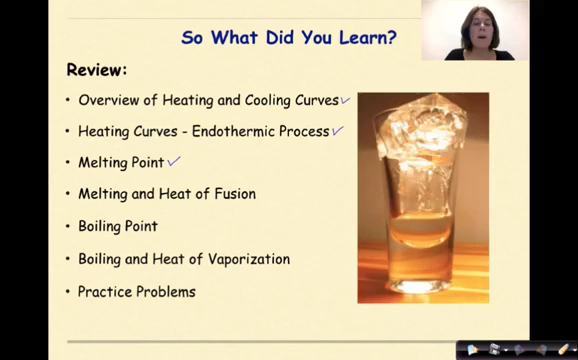 So What Did You Learn?
Review:
• Overview of Heating and Cooling Curves
• Heating Curves - Endothermic Process
• Melting Point
• Melting and Heat of Fusion
• Boiling Point
• Boiling and Heat of Vaporization
• Practice Problems